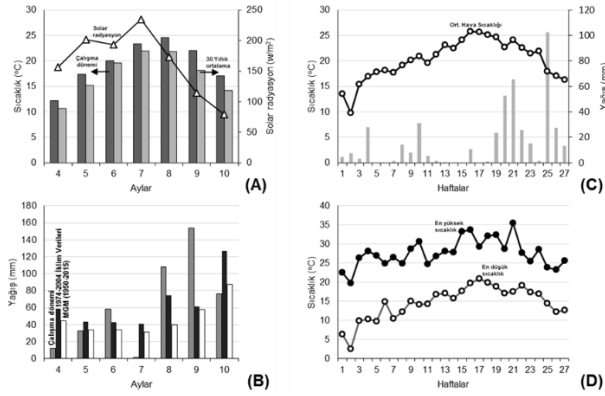 30
25
20
15
10
5
0
Sıcaklık (ºC)
Solar
radyasyon
Çalışma
dönemi
30 Yıllık
ortalama
250
200
150
100
50
0
Solar radyasyon (w/m²)
4 5 6 7 8 9 10
Aylar
(A)
30
25
20
15
10
5
0
Sıcaklık (ºC)
Ort. Hava Sıcaklığı
120
100
80
60
40
20
0
Yağış (mm)
1 3 5 7 9 11 13 15 17 19 21 23 25 27
Haftalar
(C)
180
160
140
120
100
80
60
40
20
0
Yağış (mm)
Çalışma dönemi
1974-2004 İklim Verileri
MGM (1950-2015)
4 5 6 7 8 9 10
Aylar
(B)
40
35
30
25
20
15
10
5
0
Sıcaklık (ºC)
En yüksek
sıcaklık
En düşük
sıcaklık
1 3 5 7 9 11 13 15 17 19 21 23 25 27
Haftalar
(D)